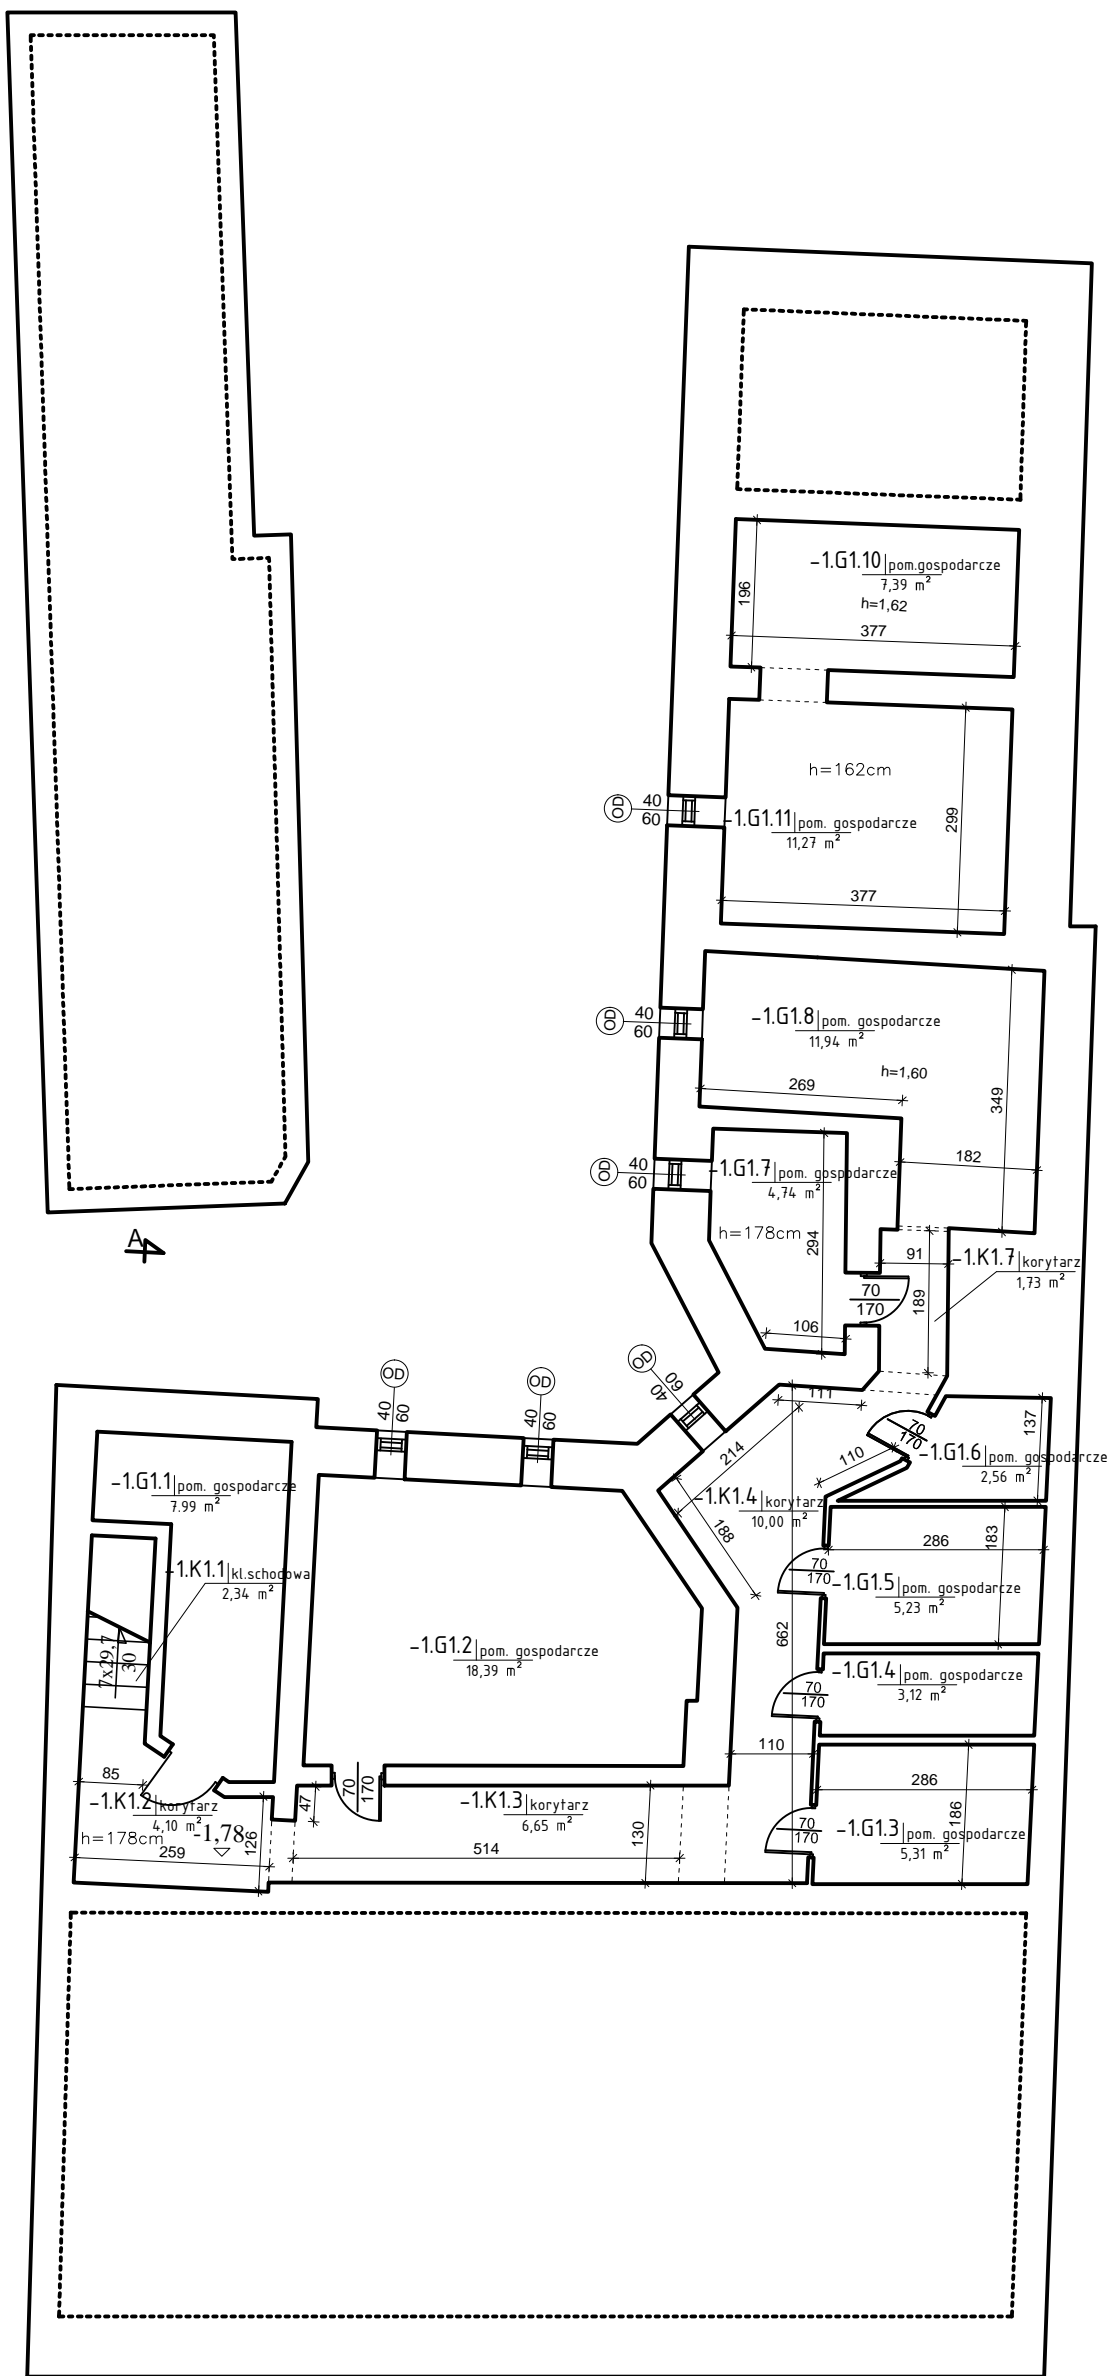 -1.G1.10 pom.gospodarcze
7,39 m²
h=1,62
196
377
h=162cm
OD 40
60
-1.G1.11 pom. gospodarcze
11,27 m²
299
377
OD 40
60
-1.G1.8 pom. gospodarcze
11,94 m²
h=1,60
269
349
182
OD 40
60
-1.G1.7 pom. gospodarcze
4,74 m²
h=178cm
294
91
-1.K1.7 korytarz
1,73 m²
189
70
170
106
A
OD 40
60
OD 40
60
OD 60
40
111
214
110
70
170
137
-1.G1.6 pom. gospodarcze
2,56 m²
-1.K1.4 korytarz
10,00 m²
188
286
183
70
170
-1.G1.5 pom. gospodarcze
5,23 m²
662
-1.G1.1 pom. gospodarcze
7.99 m²
-1.K1.1 kl.schodowa
2,34 m²
7x29,7
30
-1.G1.2 pom. gospodarcze
18,39 m²
-1.G1.4 pom. gospodarcze
3,12 m²
70
170
110
286
186
70
170
-1.G1.3 pom. gospodarcze
5,31 m²
85
-1.K1.2 korytarz
4,10 m²
h=178cm
-1,78
126
259
47
70
170
-1.K1.3 korytarz
6,65 m²
130
514